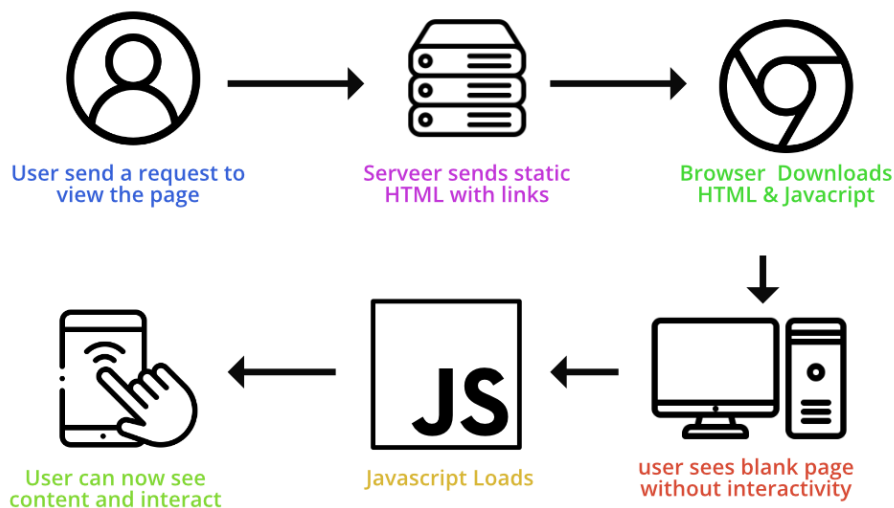 User send a request to
view the page
Serveer sends static
HTML with links
Browser Downloads
HTML & Javacript
JS
User can now see
content and interact
Javascript Loads
user sees blank page
without interactivity